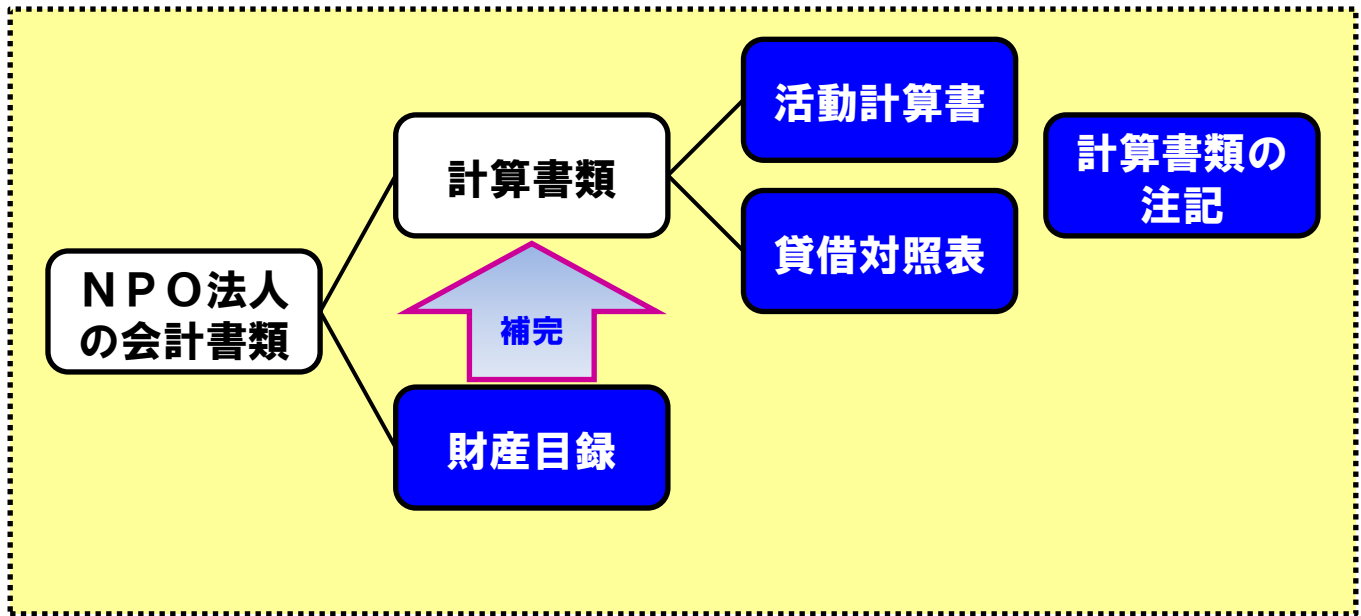 ＮＰＯ法人
の会計書類
計算書類
補完
財産目録
活動計算書
貸借対照表
計算書類の
注記